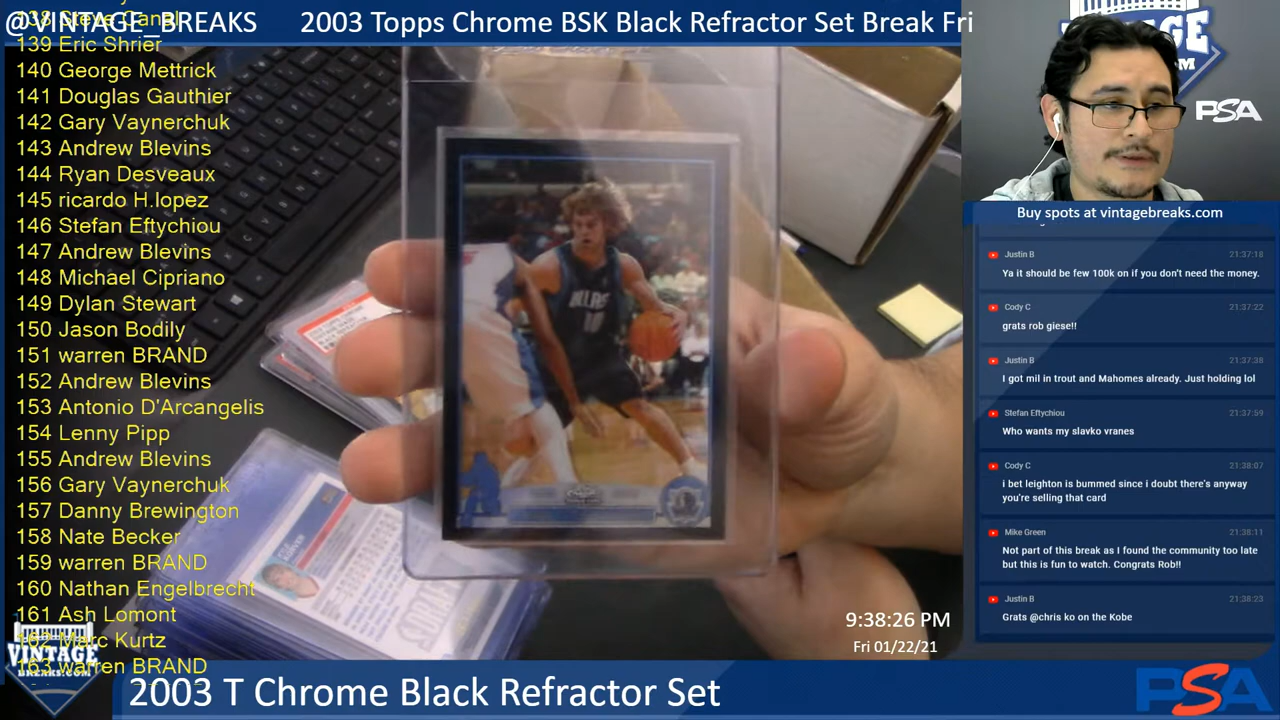 @VINTAGE_BREAKS 2003 Topps Chrome BSK Black Refractor Set Break Fri
139 Eric Shrier
140 George Mettrick
141 Douglas Gauthier
142 Gary Vaynerchuk
143 Andrew Blevins
144 Ryan Desveaux
145 ricardo H.lopez
146 Stefan Eftychiou
147 Andrew Blevins
148 Michael Cipriano
149 Dylan Stewart
150 Jason Bodily
151 warren BRAND
152 Andrew Blevins
153 Antonio D'Arcangelis
154 Lenny Pipp
155 Andrew Blevins
156 Gary Vaynerchuk
157 Danny Brewington
158 Nate Becker
159 warren BRAND
160 Nathan Engelbrecht
161 Ash Lomont
Marc Kurtz
163 warren BRAND
VINTAGE
BREAKS.COM
PSA
Buy spots at vintagebreaks.com
Justin B 21:37:18
Ya it should be few 100k on if you don't need the money.
Cody C 21:37:22
grats rob giese!!
Justin B 21:37:38
I got mil in trout and Mahomes already. Just holding lol
Stefan Eftychiou 21:37:59
Who wants my slavko vranes
Cody C 21:38:07
i bet leighton is bummed since i doubt there's anyway
you're selling that card
Mike Green 21:38:11
Not part of this break as I found the community too late
but this is fun to watch. Congrats Rob!!
Justin B 21:38:23
Grats @chris ko on the Kobe
9:38:26 PM
Fri 01/22/21
2003 T Chrome Black Refractor Set
PSA